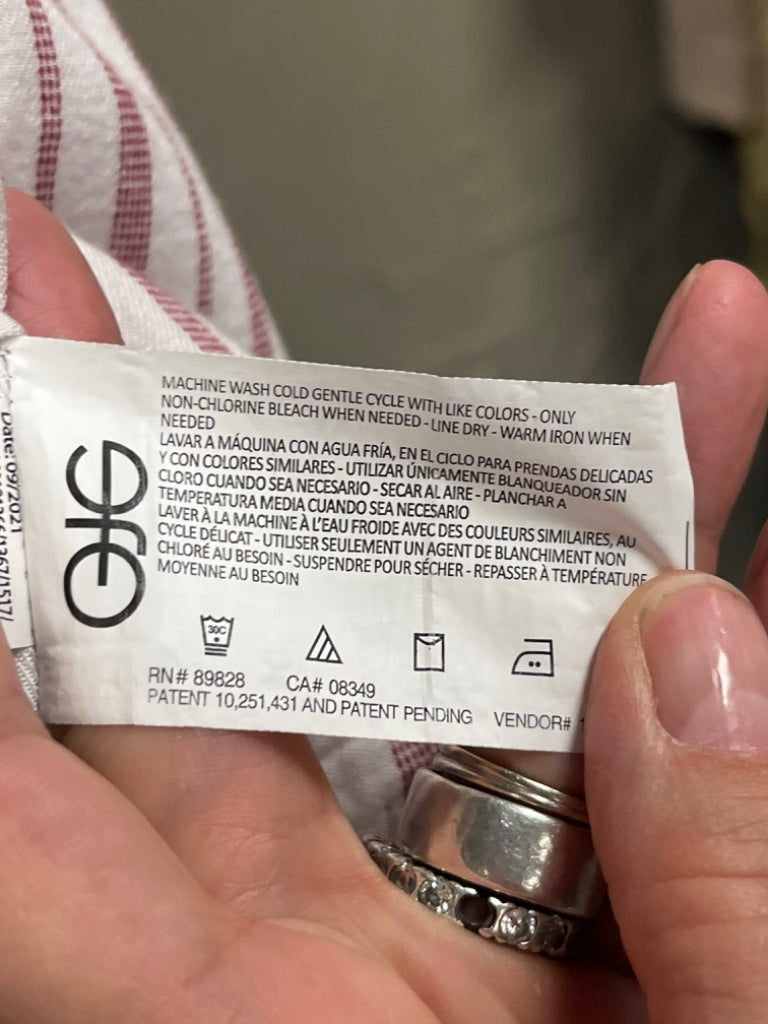 MACHINE WASH COLD GENTLE CYCLE WITH LIKE COLORS - ONLY
NON-CHLORINE BLEACH WHEN NEEDED - LINE DRY - WARM IRON WHEN
NEEDED
LAVAR A MÁQUINA CON AGUA FRÍA, EN EL CICLO PARA PRENDAS DELICADAS
Y CON COLORES SIMILARES - UTILIZAR ÚNICAMENTE BLANQUEADOR SIN
CLORO CUANDO SEA NECESARIO - SECAR AL AIRE - PLANCHAR A
TEMPERATURA MEDIA CUANDO SEA NECESARIO
LAVER À LA MACHINE À L'EAU FROIDE AVEC DES COULEURS SIMILAIRES, AU
CYCLE DÉLICAT - UTILISER SEULEMENT UN AGENT DE BLANCHIMENT NON
CHLORÉ AU BESOIN - SUSPENDRE POUR SÉCHER - REPASSER À TEMPÉRATURE
MOYENNE AU BESOIN
30C
RN# 89828 CA# 08349
PATENT 10,251,431 AND PATENT PENDING VENDOR#
Date: 09/2021